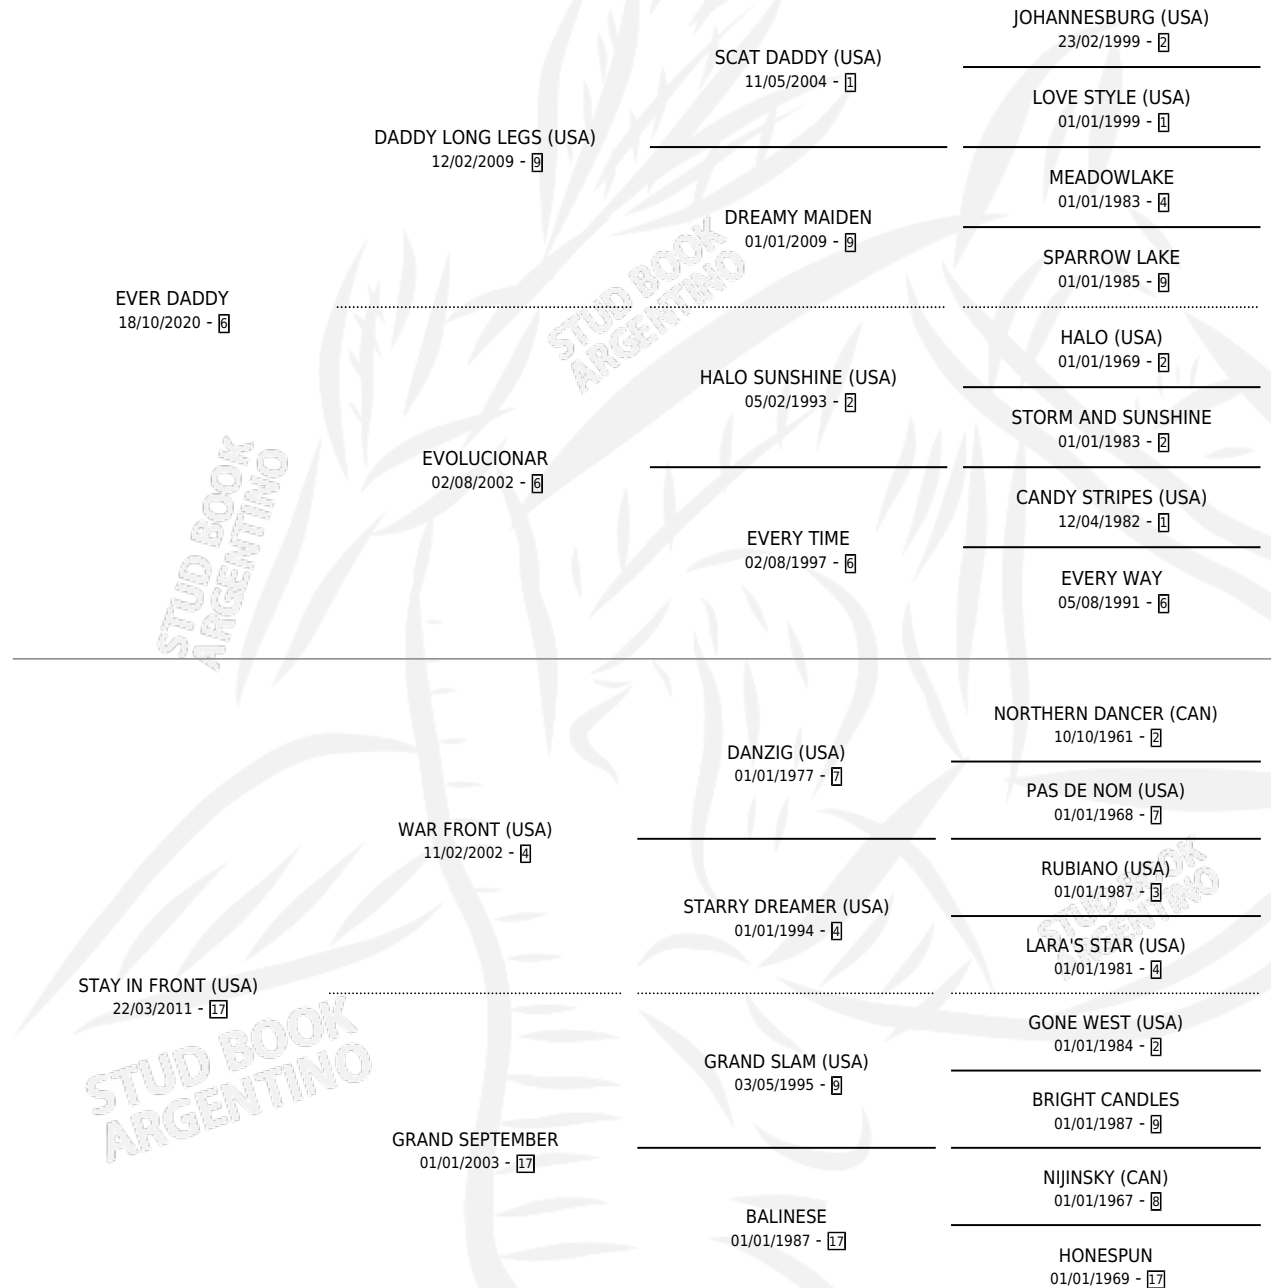 JOHANNESBURG (USA)
23/02/1999 - 2
SCAT DADDY (USA)
11/05/2004 - 1
LOVE STYLE (USA)
01/01/1999 - 1
DADDY LONG LEGS (USA)
12/02/2009 - 9
MEADOWLAKE
01/01/1983 - 4
DREAMY MAIDEN
01/01/2009 - 9
SPARROW LAKE
01/01/1985 - 9
EVER DADDY
18/10/2020 - 6
HALO (USA)
01/01/1969 - 2
HALO SUNSHINE (USA)
05/02/1993 - 2
STORM AND SUNSHINE
01/01/1983 - 2
EVOLUCIONAR
02/08/2002 - 6
CANDY STRIPES (USA)
12/04/1982 - 1
EVERY TIME
02/08/1997 - 6
EVERY WAY
05/08/1991 - 6
STUD BOOK
ARGENTINO
STUD BOOK
ARGENTINO
NORTHERN DANCER (CAN)
10/10/1961 - 2
DANZIG (USA)
01/01/1977 - 7
PAS DE NOM (USA)
01/01/1968 - 7
WAR FRONT (USA)
11/02/2002 - 4
RUBIANO (USA)
01/01/1987 - 3
STARRY DREAMER (USA)
01/01/1994 - 4
LARA'S STAR (USA)
01/01/1981 - 4
STUD BOOK
ARGENTINO
STAY IN FRONT (USA)
22/03/2011 - 17
GONE WEST (USA)
01/01/1984 - 2
GRAND SLAM (USA)
03/05/1995 - 9
BRIGHT CANDLES
01/01/1987 - 9
GRAND SEPTEMBER
01/01/2003 - 17
NIJINSKY (CAN)
01/01/1967 - 8
BALINESE
01/01/1987 - 17
HONESPUN
01/01/1969 - 17
STUD BOOK
ARGENTINO